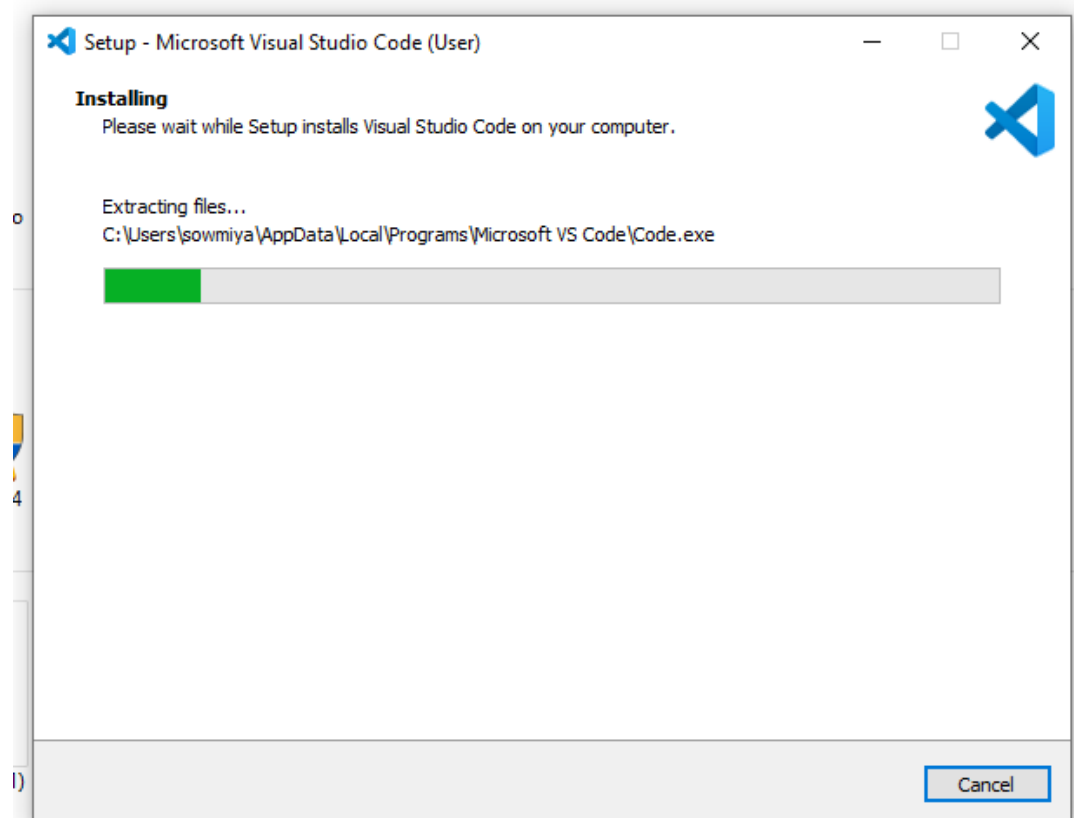 Setup - Microsoft Visual Studio Code (User)
Installing
Please wait while Setup installs Visual Studio Code on your computer.
Extracting files...
C:\Users\sowmiya\AppData\Local\Programs\Microsoft VS Code\Code.exe
o
4
Cancel